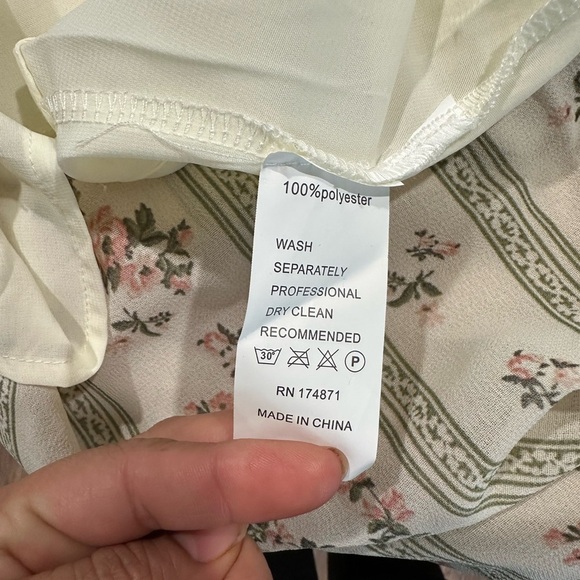 100%polyester
WASH
SEPARATELY
PROFESSIONAL
DRY CLEAN
RECOMMENDED
30° P
RN 174871
MADE IN CHINA